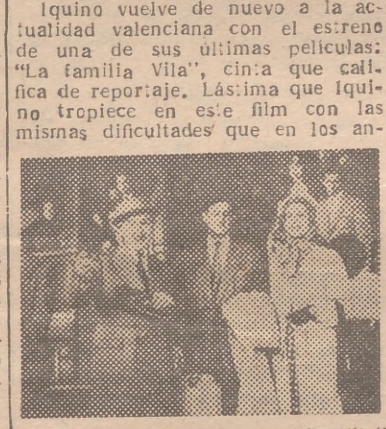 Iquino vuelve de nuevo a la ac-
tualidad valenciana con el estreno
de una de sus últimas películas:
"La familia Vila", cinta que cali-
fica de reportaje. Lástima que Iqui-
no tropiece en este film con las
mismas dificultades que en los an-